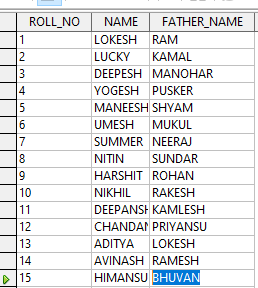 ROLL_NO NAME FATHER_NAME
1 LOKESH RAM
2 LUCKY KAMAL
3 DEEPESH MANOHAR
4 YOGESH PUSKER
5 MANEESH SHYAM
6 UMESH MUKUL
7 SUMMER NEERAJ
8 NITIN SUNDAR
9 HARSHIT ROHAN
10 NIKHIL RAKESH
11 DEEPANSH KAMLESH
12 CHANDAN PRIYANSU
13 ADITYA LOKESH
14 AVINASH RAMESH
15 HIMANSU BHUVAN